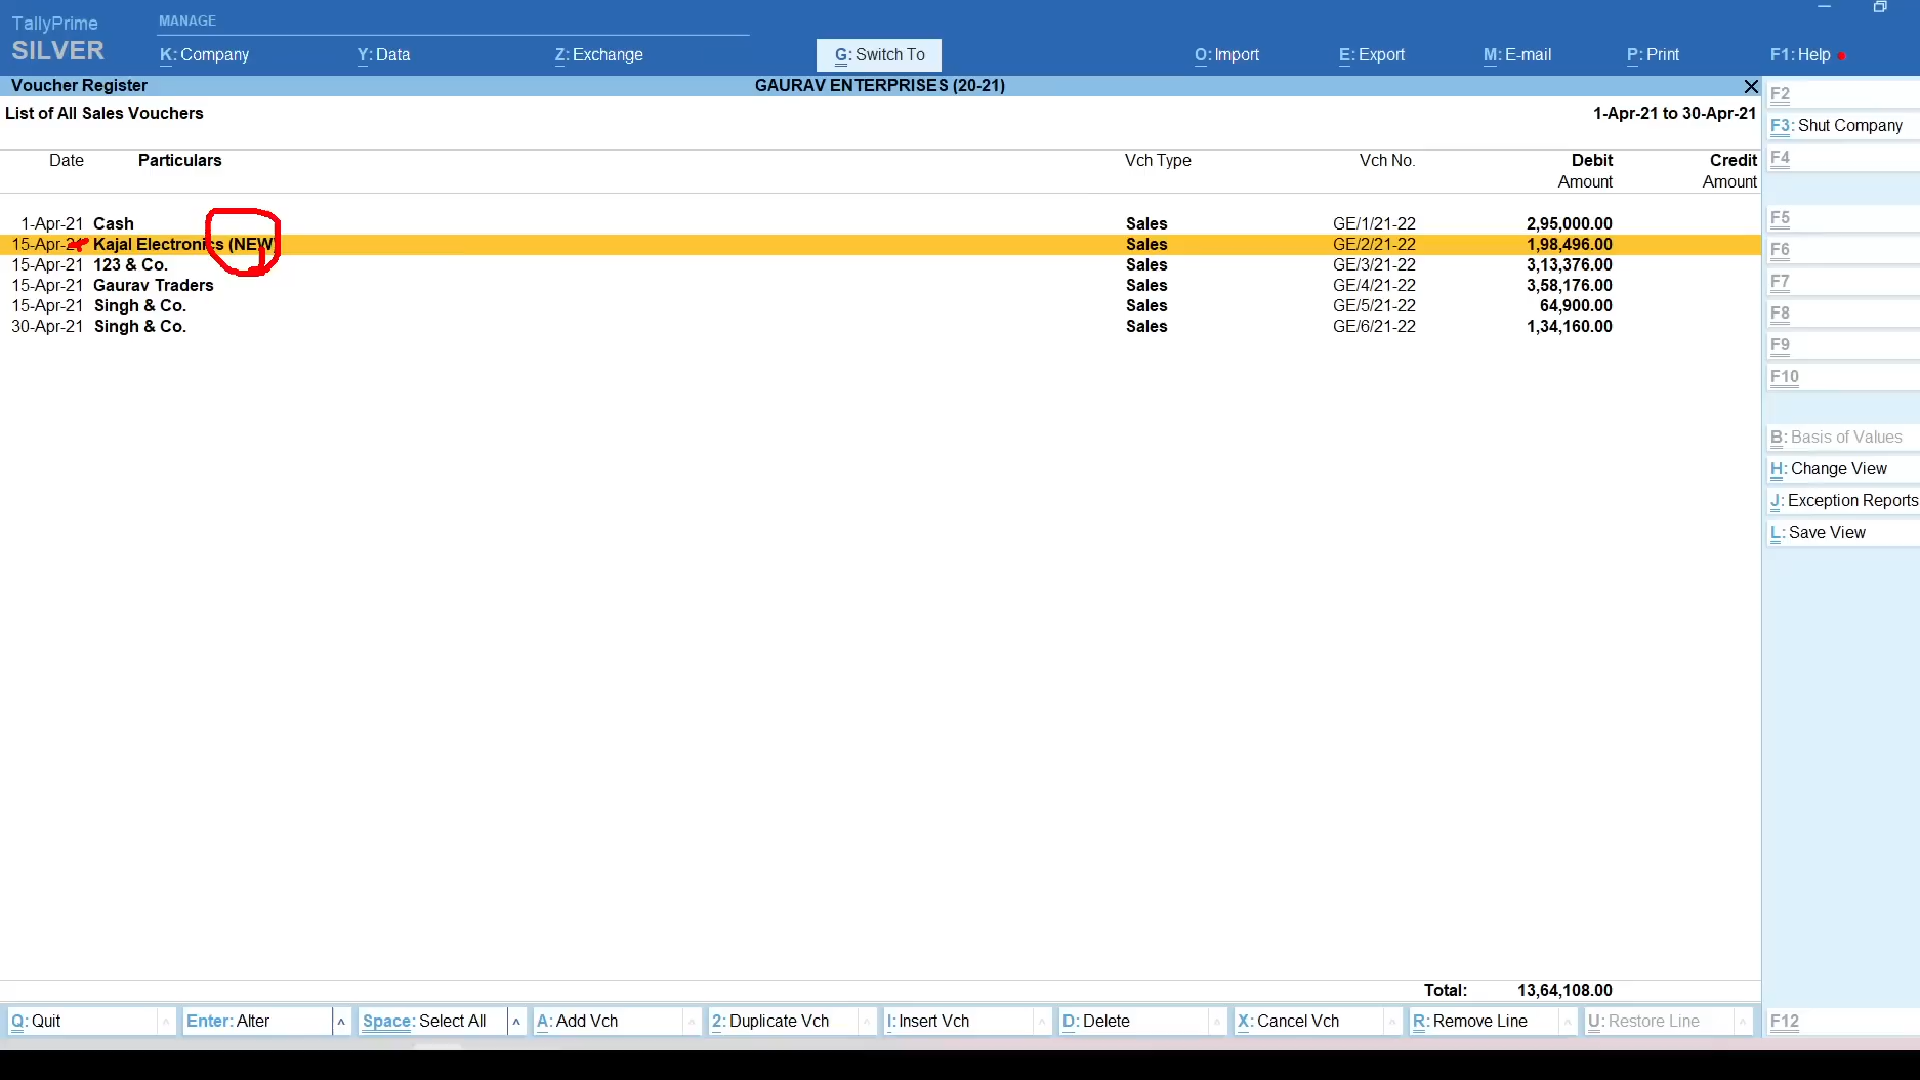 TallyPrime
SILVER
MANAGE
K: Company
Y: Data
Z: Exchange
G: Switch To
O: Import
E: Export
M: E-mail
P: Print
F1: Help
Voucher Register
GAURAV ENTERPRISES (20-21)
List of All Sales Vouchers
1-Apr-21 to 30-Apr-21
Date Particulars Vch Type Vch No. Debit Credit
Amount Amount
1-Apr-21 Cash Sales GE/1/21-22 2,95,000.00
15-Apr-21 Kajal Electronics (NEW) Sales GE/2/21-22 1,98,496.00
15-Apr-21 123 & Co. Sales GE/3/21-22 3,13,376.00
15-Apr-21 Gaurav Traders Sales GE/4/21-22 3,58,176.00
15-Apr-21 Singh & Co. Sales GE/5/21-22 64,900.00
30-Apr-21 Singh & Co. Sales GE/6/21-22 1,34,160.00
Total: 13,64,108.00
F2
F3: Shut Company
F4
F5
F6
F7
F8
F9
F10
B: Basis of Values
H: Change View
J: Exception Reports
L: Save View
F12
Q: Quit
Enter: Alter
Space: Select All
A: Add Vch
2: Duplicate Vch
I: Insert Vch
D: Delete
X: Cancel Vch
R: Remove Line
U: Restore Line